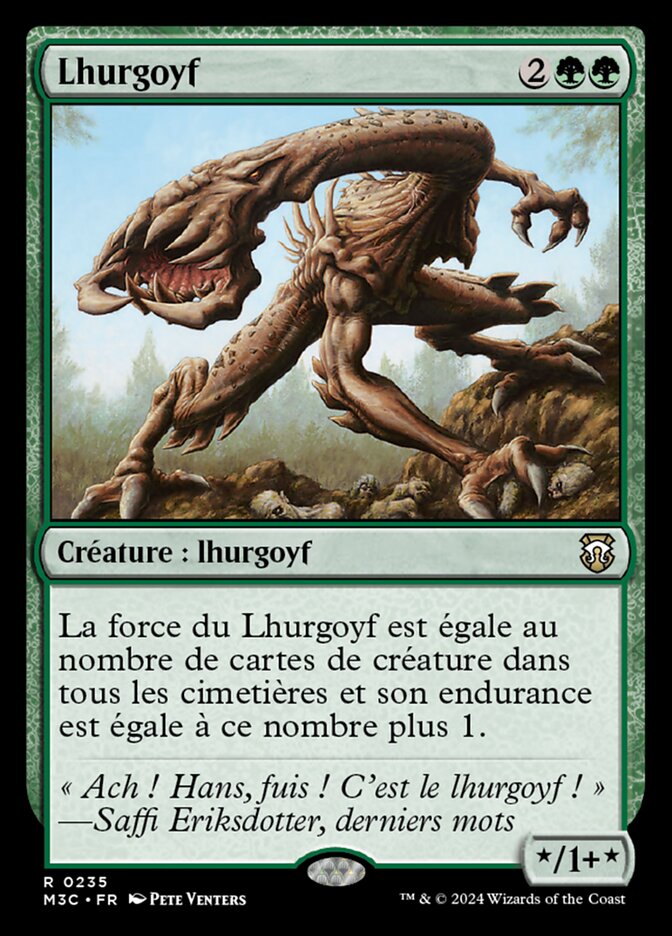 Lhurgoyf 2
Créature : lhurgoyf
La force du Lhurgoyf est égale au
nombre de cartes de créature dans
tous les cimetières et son endurance
est égale à ce nombre plus 1.
« Ach ! Hans, fuis ! C'est le lhurgoyf ! »
—Saffi Eriksdotter, derniers mots
*/1+*
R 0235
M3C • FR Pete Venters
™ & © 2024 Wizards of the Coast